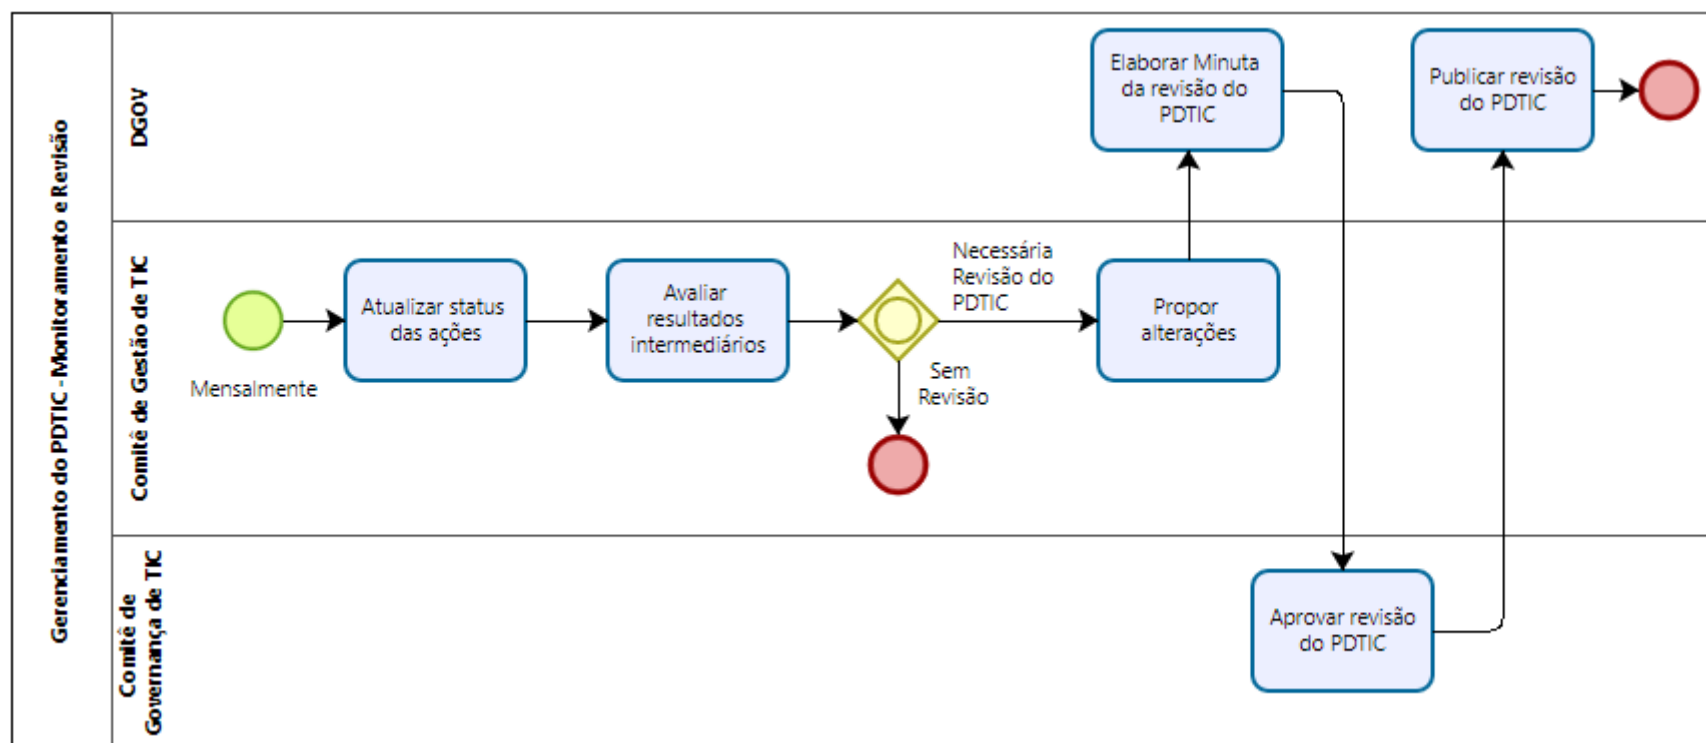 Gerenciamento do PDTIC - Monitoramento e Revisão
DGOV
Elaborar Minuta
da revisão do
PDTIC
Publicar revisão
do PDTIC
Comitê de Gestão de TIC
Mensalmente
Atualizar status
das ações
Avaliar
resultados
intermediários
Necessária
Revisão do
PDTIC
Sem
Revisão
Propor
alterações
Comitê de
Governança de TIC
Aprovar revisão
do PDTIC